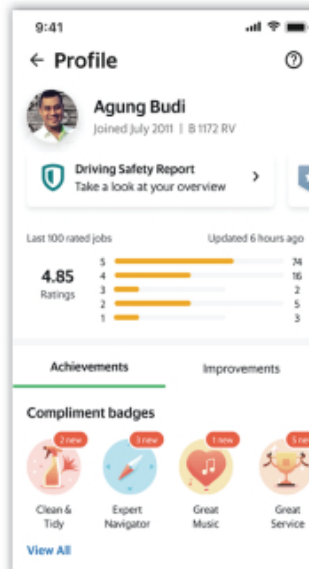 9:41
← Profile
Agung Budi
Joined July 2011 | B 1172 RV
Driving Safety Report
Take a look at your overview
Last 100 rated jobs Updated 6 hours ago
4.85
Ratings
5 74
4 16
3 2
2 5
1 3
Achievements Improvements
Compliment badges
2 new 3 new 1 new 5 new
Clean & Tidy
Expert Navigator
Great Music
Great Service
View All